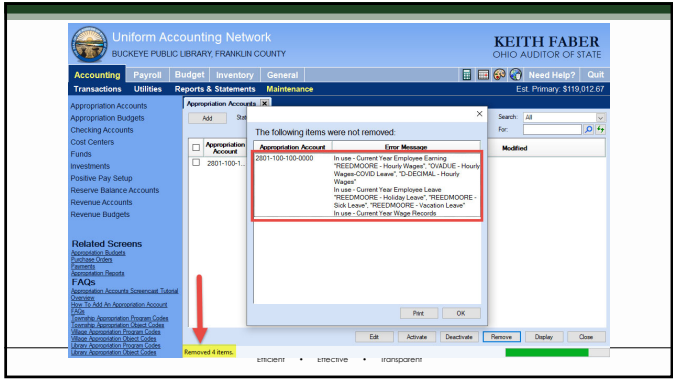 Uniform Accounting Network
BUCKEYE PUBLIC LIBRARY, FRANKLIN COUNTY
KEITH FABER
OHIO AUDITOR OF STATE
Accounting Payroll Budget Inventory General Need Help? Quit
Transactions Utilities Reports & Statements Maintenance Est. Primary: $119,012.67
Appropriation Accounts
Appropriation Budgets
Checking Accounts
Cost Centers
Funds
Investments
Positive Pay Setup
Reserve Balance Accounts
Revenue Accounts
Revenue Budgets
Related Screens
Appropriation Budgets
Purchase Orders
Payments
Appropriation Reports
FAQs
Appropriation Accounts Screencast Tutorial
Overview
How To Add An Appropriation Account
FAQs
Township Appropriation Program Codes
Township Appropriation Object Codes
Village Appropriation Program Codes
Village Appropriation Object Codes
Library Appropriation Program Codes
Library Appropriation Object Codes
Appropriation Accounts X
Add Stat
Search: All
For:
Appropriation
Account
Modified
2801-100-1...
The following items were not removed:
Appropriation Account Error Message
2801-100-100-0000 In use - Current Year Employee Earning
"REEDMOORE - Hourly Wages", "OVADUE - Hourly
Wages-COVID Leave", "D-DECIMAL - Hourly
Wages"
In use - Current Year Employee Leave
"REEDMOORE - Holiday Leave", "REEDMOORE -
Sick Leave", "REEDMOORE - Vacation Leave"
In use - Current Year Wage Records
Print OK
Edit Activate Deactivate Remove Display Close
Removed 4 items.
Efficient • Effective • Transparent